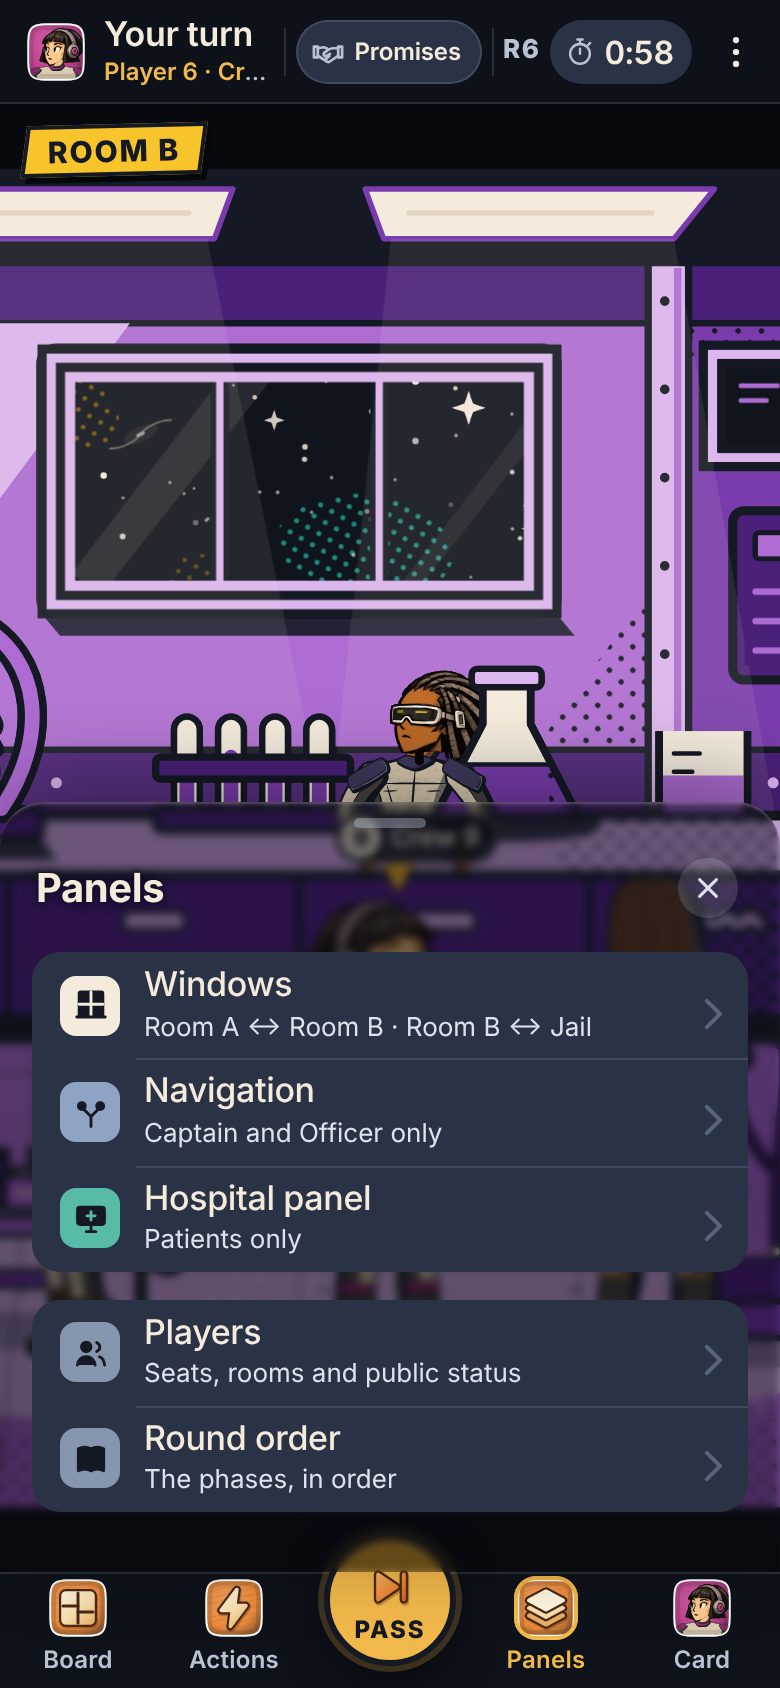 Your turn
Player 6 · Cr...
Promises
R6
0:58
ROOM B
Panels
Windows
Room A ↔ Room B · Room B ↔ Jail
Navigation
Captain and Officer only
Hospital panel
Patients only
Players
Seats, rooms and public status
Round order
The phases, in order
PASS
Board
Actions
Panels
Card